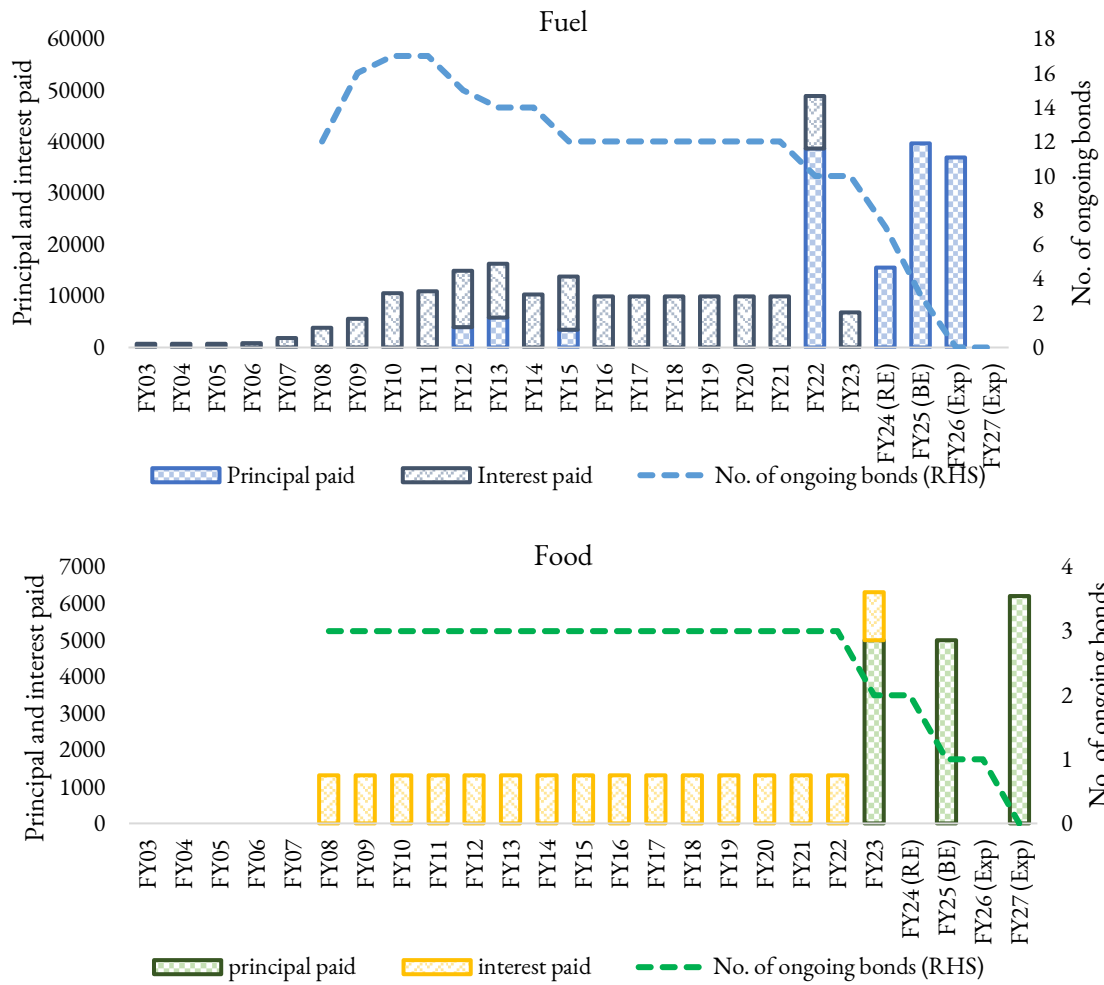 Fuel
Principal and interest paid
60000
50000
40000
30000
20000
10000
0
18
16
14
12
10
8
6
4
2
0
No. of ongoing bonds
FY03
FY04
FY05
FY06
FY07
FY08
FY09
FY10
FY11
FY12
FY13
FY14
FY15
FY16
FY17
FY18
FY19
FY20
FY21
FY22
FY23
FY24 (RE)
FY25 (BE)
FY26 (Exp)
FY27 (Exp)
Principal paid
Interest paid
No. of ongoing bonds (RHS)
Food
Principal and interest paid
7000
6000
5000
4000
3000
2000
1000
0
4
3
2
1
0
No. of ongoing bonds
FY03
FY04
FY05
FY06
FY07
FY08
FY09
FY10
FY11
FY12
FY13
FY14
FY15
FY16
FY17
FY18
FY19
FY20
FY21
FY22
FY23
FY24 (RE)
FY25 (BE)
FY26 (Exp)
FY27 (Exp)
principal paid
interest paid
No. of ongoing bonds (RHS)